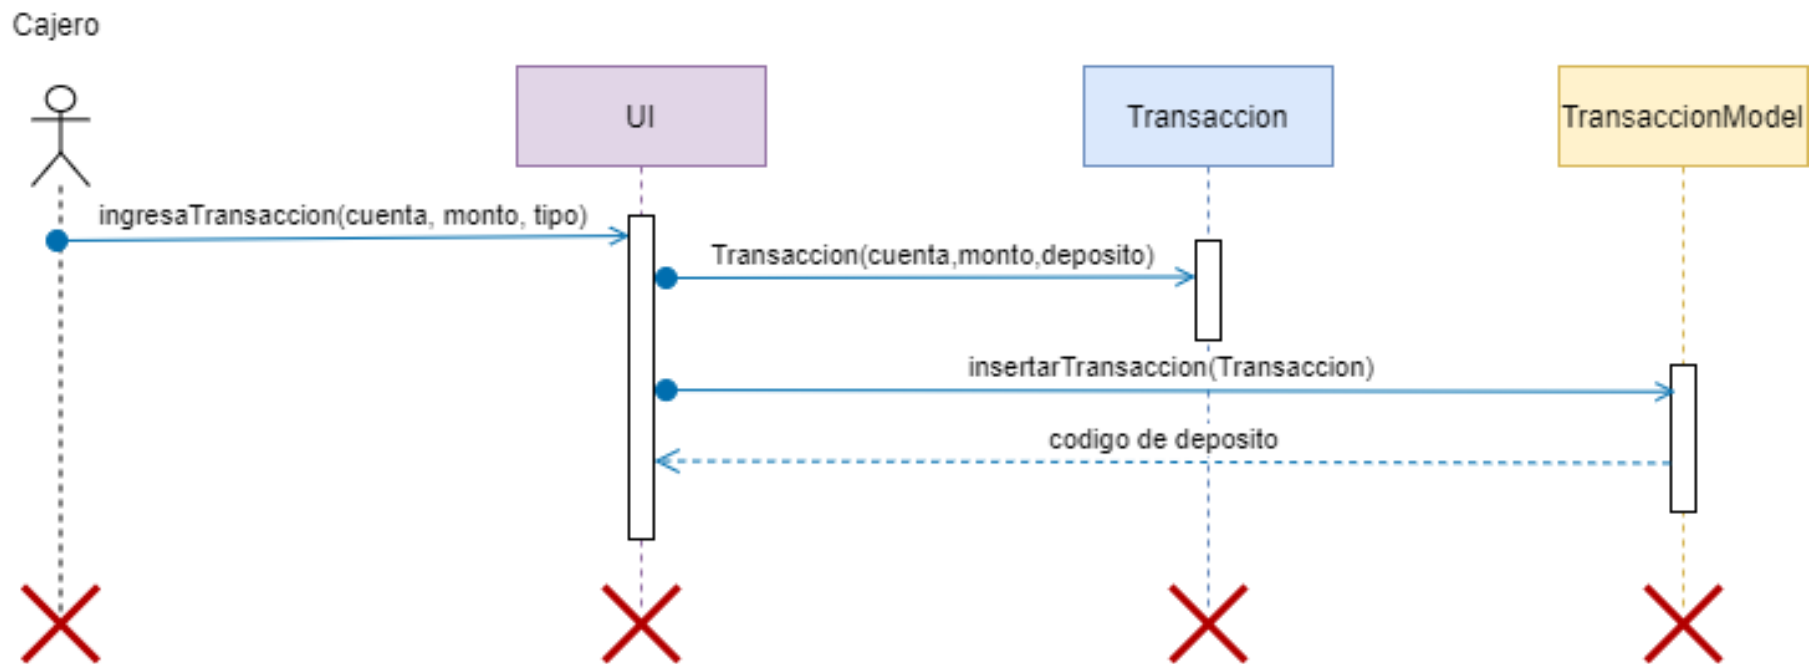 Cajero
UI
Transaccion
TransaccionModel
ingresaTransaccion(cuenta, monto, tipo)
Transaccion(cuenta,monto,deposito)
insertarTransaccion(Transaccion)
codigo de deposito